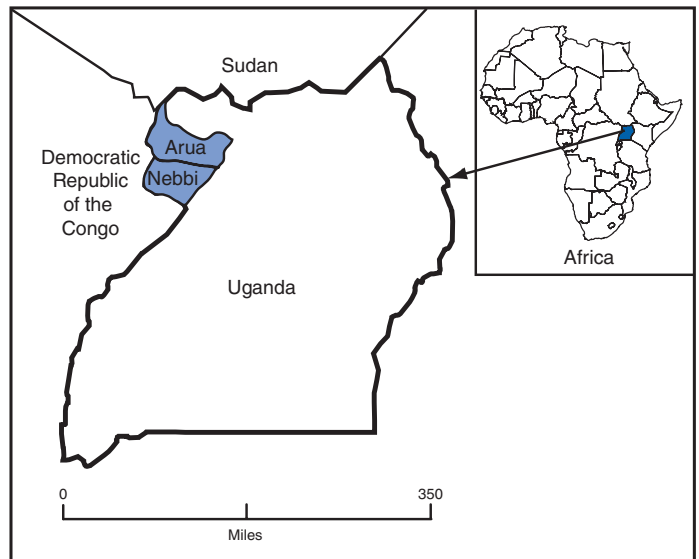 Sudan
Arua
Nebbi
Democratic
Republic
of the
Congo
Uganda
Africa
0
350
Miles